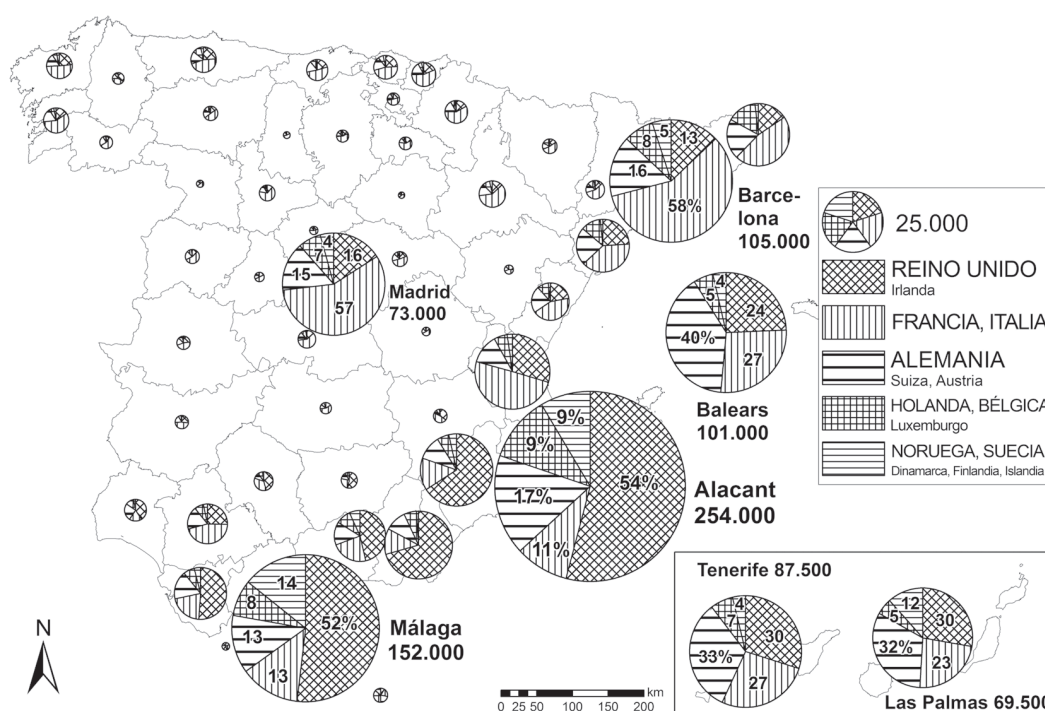 5
8
13
16
58%
Barce-
lona
105.000
4
7
16
15
57
Madrid
73.000
4
5
24
40%
27
Balears
101.000
9%
9%
54%
17%
11%
Alacant
254.000
14
8
52%
13
13
Málaga
152.000
25.000
REINO UNIDO
Irlanda
FRANCIA, ITALIA
ALEMANIA
Suiza, Austria
HOLANDA, BÉLGICA
Luxemburgo
NORUEGA, SUECIA
Dinamarca, Finlandia, Islandia
Tenerife 87.500
4
7
30
33%
27
12
5
30
32%
23
Las Palmas 69.500
N
km
0 25 50 100 150 200